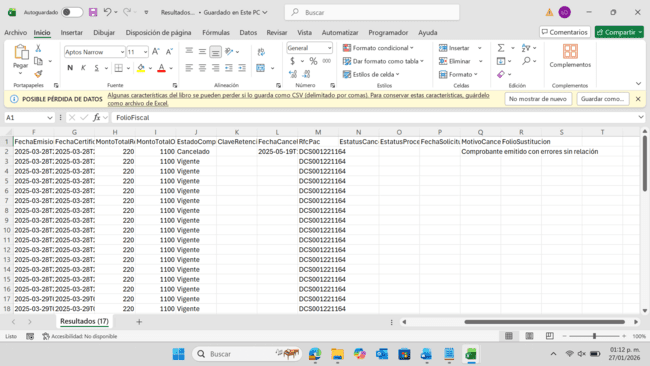 Autoguardado
Resultados... • Guardado en Este PC
Buscar
Archivo Inicio Insertar Dibujar Disposición de página Fórmulas Datos Revisar Vista Automatización Programador Ayuda Comentarios Compartir
Pegar
Aptos Narrow 11
N K S
General
Formato condicional
Dar formato como tabla
Estilos de celda
Insertar
Eliminar
Formato
Complementos
Portapapeles Fuente Alineación Número Estilos Celdas Edición Complementos
POSIBLE PÉRDIDA DE DATOS Algunas características del libro se pueden perder si lo guarda como CSV (delimitado por comas). Para conservar estas características, guárdelo como archivo de Excel. No mostrar de nuevo Guardar como...
A1 FolioFiscal
F G H I J K L M N O P Q R S T
1 FechaEmisio FechaCertific MontoTotalRe MontoTotalO EstadoComp ClaveRetenc FechaCancel RfcPac EstatusCanc EstatusProce FechaSolicitu MotivoCance FolioSustitucion
2 2025-03-28T 2025-03-28T 220 1100 Cancelado 2025-05-19T DCS001221164 Comprobante emitido con errores sin relación
3 2025-03-28T 2025-03-28T 220 1100 Vigente DCS001221164
4 2025-03-28T 2025-03-28T 220 1100 Vigente DCS001221164
5 2025-03-28T 2025-03-28T 220 1100 Vigente DCS001221164
6 2025-03-28T 2025-03-28T 220 1100 Vigente DCS001221164
7 2025-03-28T 2025-03-28T 220 1100 Vigente DCS001221164
8 2025-03-28T 2025-03-28T 220 1100 Vigente DCS001221164
9 2025-03-28T 2025-03-28T 220 1100 Vigente DCS001221164
10 2025-03-28T 2025-03-28T 220 1100 Vigente DCS001221164
11 2025-03-28T 2025-03-28T 220 1100 Vigente DCS001221164
12 2025-03-28T 2025-03-28T 220 1100 Vigente DCS001221164
13 2025-03-28T 2025-03-28T 220 1100 Vigente DCS001221164
14 2025-03-28T 2025-03-28T 220 1100 Vigente DCS001221164
15 2025-03-28T 2025-03-28T 220 1100 Vigente DCS001221164
16 2025-03-28T 2025-03-28T 220 1100 Vigente DCS001221164
17 2025-03-29T 2025-03-29T 220 1100 Vigente DCS001221164
18 2025-03-29T 2025-03-29T 220 1100 Vigente DCS001221164
Resultados (17)
Listo Accesibilidad: No disponible 100%
Buscar
01:12 p. m.
27/01/2026